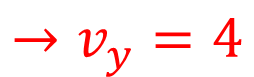 → v_y = 4